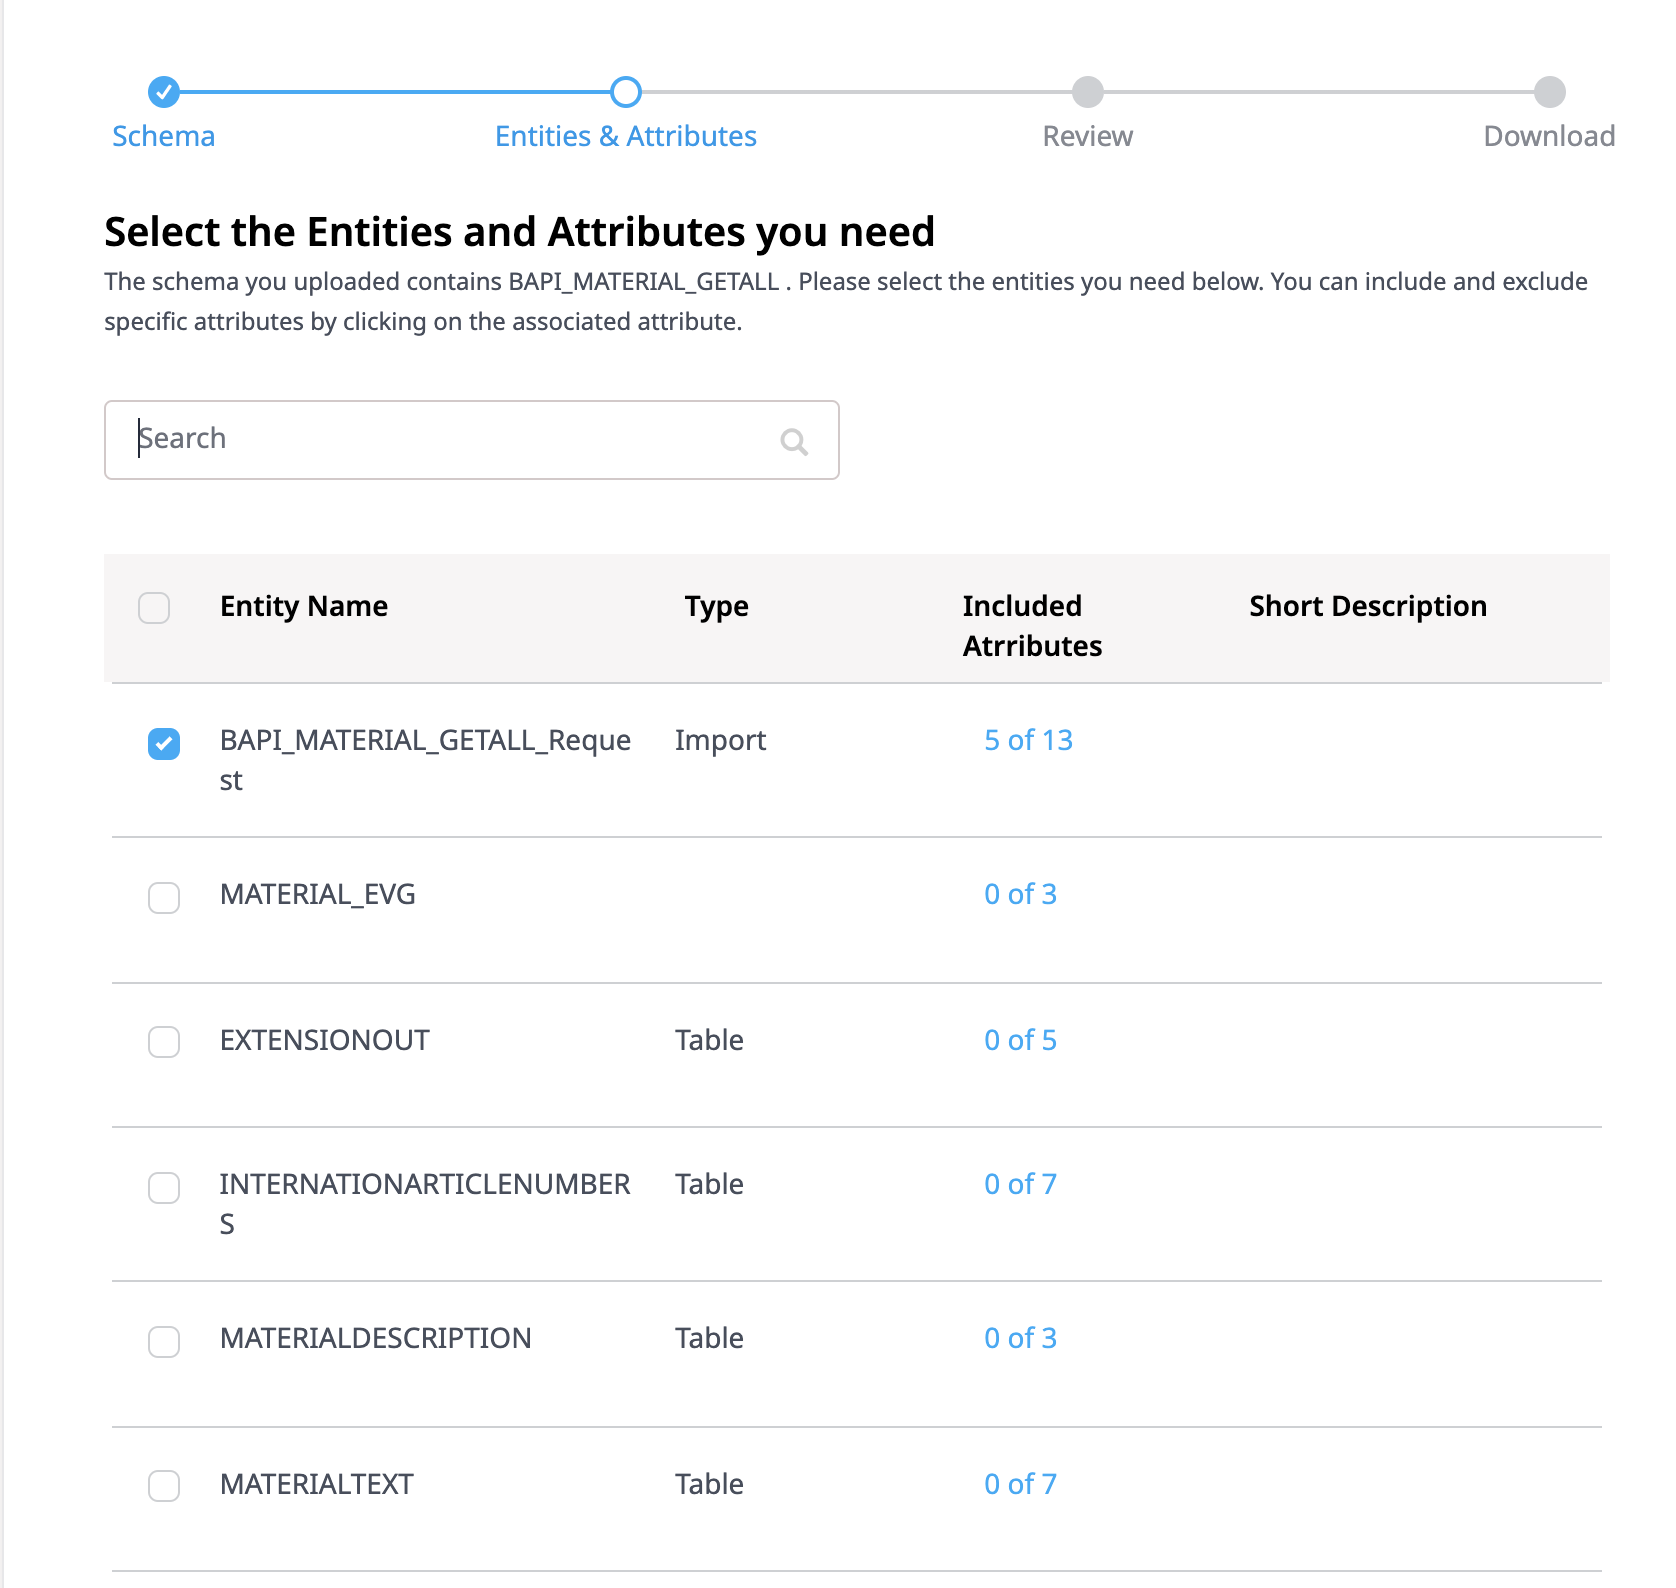 Schema
Entities & Attributes
Review
Download
Select the Entities and Attributes you need
The schema you uploaded contains BAPI_MATERIAL_GETALL . Please select the entities you need below. You can include and exclude
specific attributes by clicking on the associated attribute.
Search
Entity Name
Type
Included
Atrributes
Short Description
BAPI_MATERIAL_GETALL_Reque
st
Import
5 of 13
MATERIAL_EVG
0 of 3
EXTENSIONOUT
Table
0 of 5
INTERNATIONARTICLENUMBER
S
Table
0 of 7
MATERIALDESCRIPTION
Table
0 of 3
MATERIALTEXT
Table
0 of 7